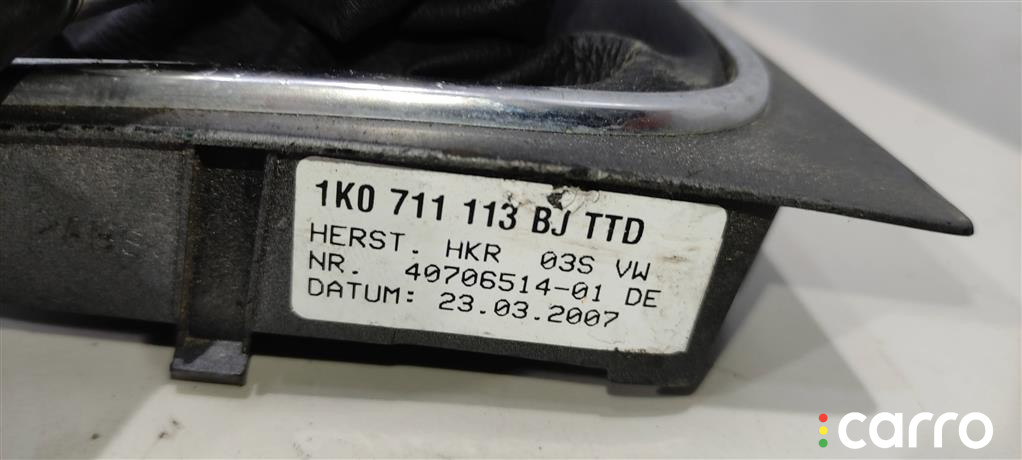 1K0 711 113 BJ TTD
HERST. HKR 03S VW
NR. 40706514-01 DE
DATUM: 23.03.2007
carro